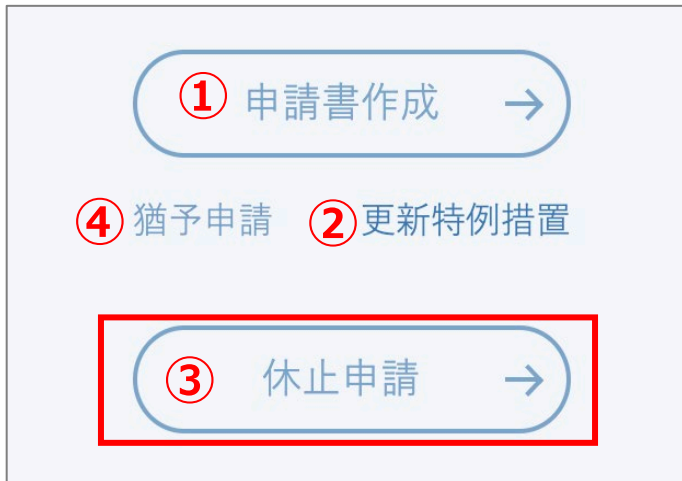 ① 申請書作成 →
④ 猶予申請 ② 更新特例措置
③ 休止申請 →